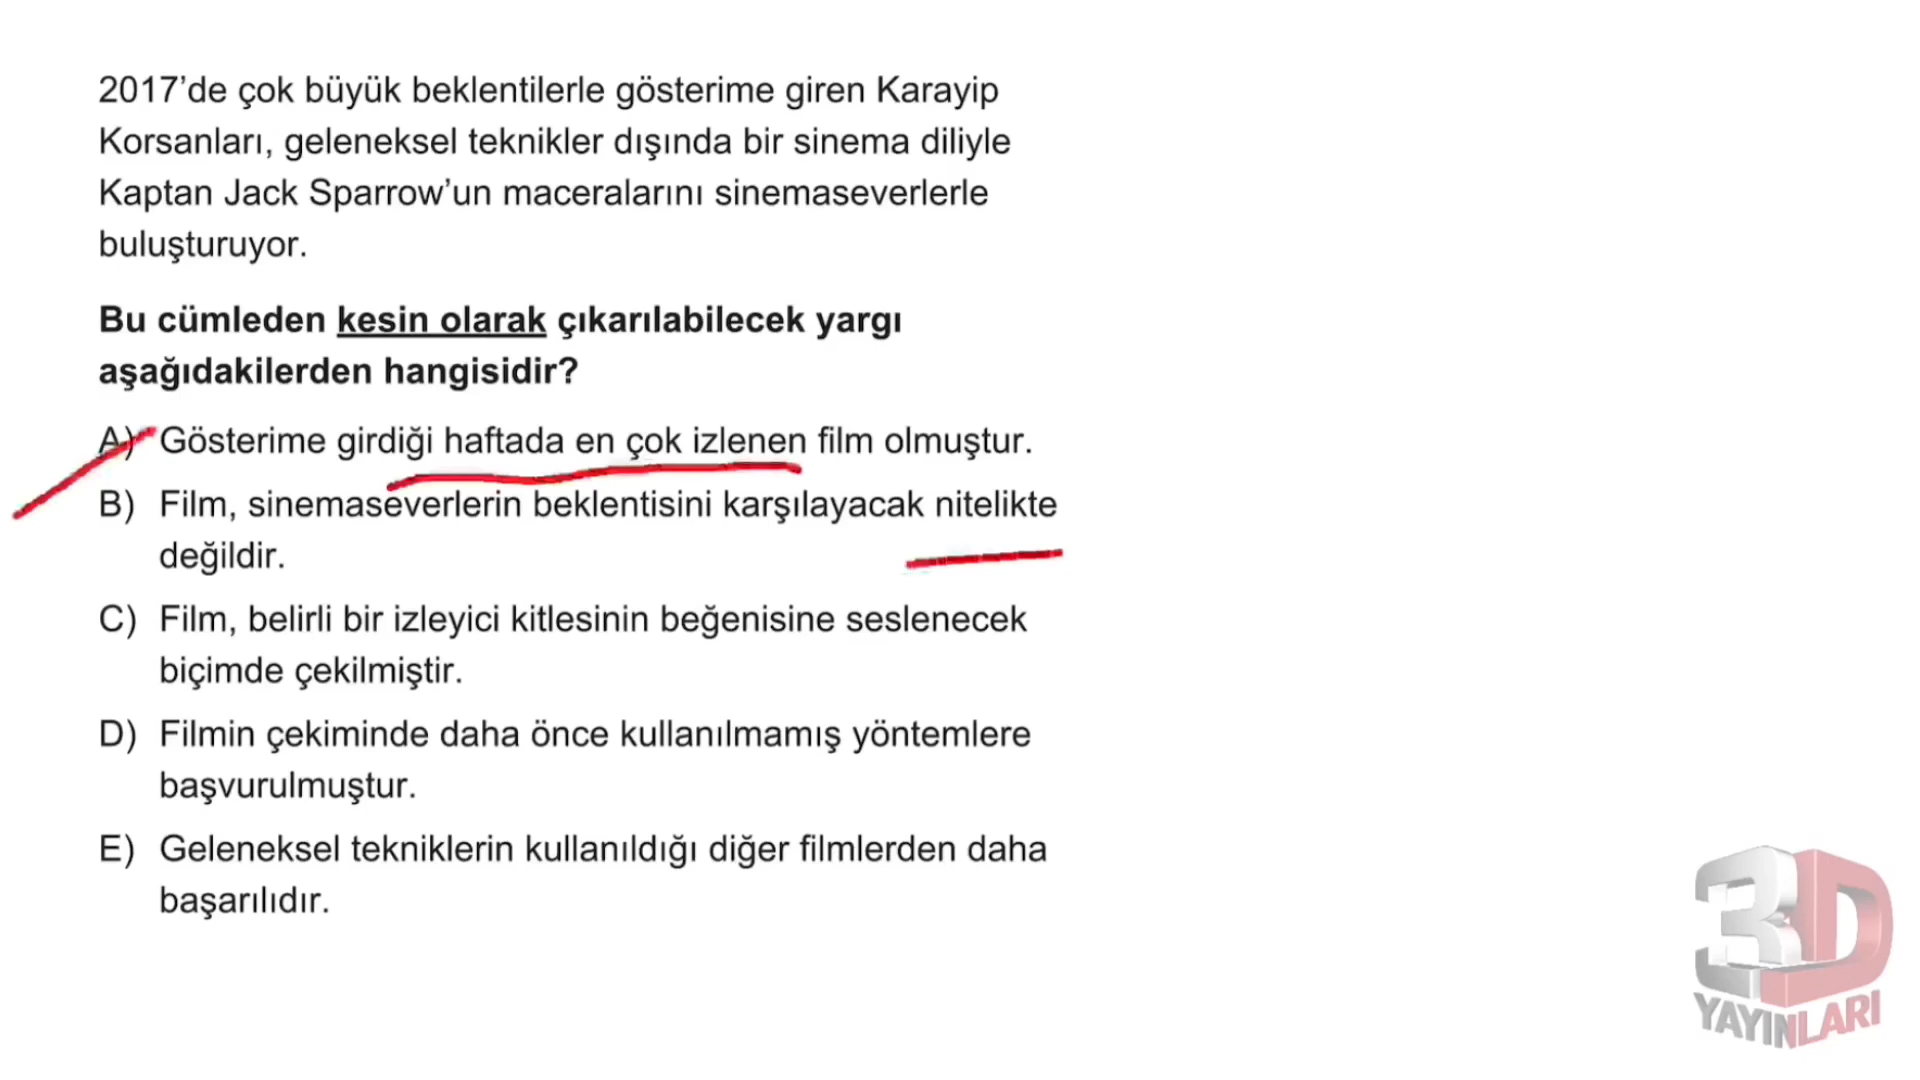 2017’de çok büyük beklentilerle gösterime giren Karayip
Korsanları, geleneksel teknikler dışında bir sinema diliyle
Kaptan Jack Sparrow’un maceralarını sinemaseverlerle
buluşturuyor.
Bu cümleden kesin olarak çıkarılabilecek yargı
aşağıdakilerden hangisidir?
A) Gösterime girdiği haftada en çok izlenen film olmuştur.
B) Film, sinemaseverlerin beklentisini karşılayacak nitelikte
değildir.
C) Film, belirli bir izleyici kitlesinin beğenisine seslenecek
biçimde çekilmiştir.
D) Filmin çekiminde daha önce kullanılmamış yöntemlere
başvurulmuştur.
E) Geleneksel tekniklerin kullanıldığı diğer filmlerden daha
başarılıdır.
3D
YAYINLARI